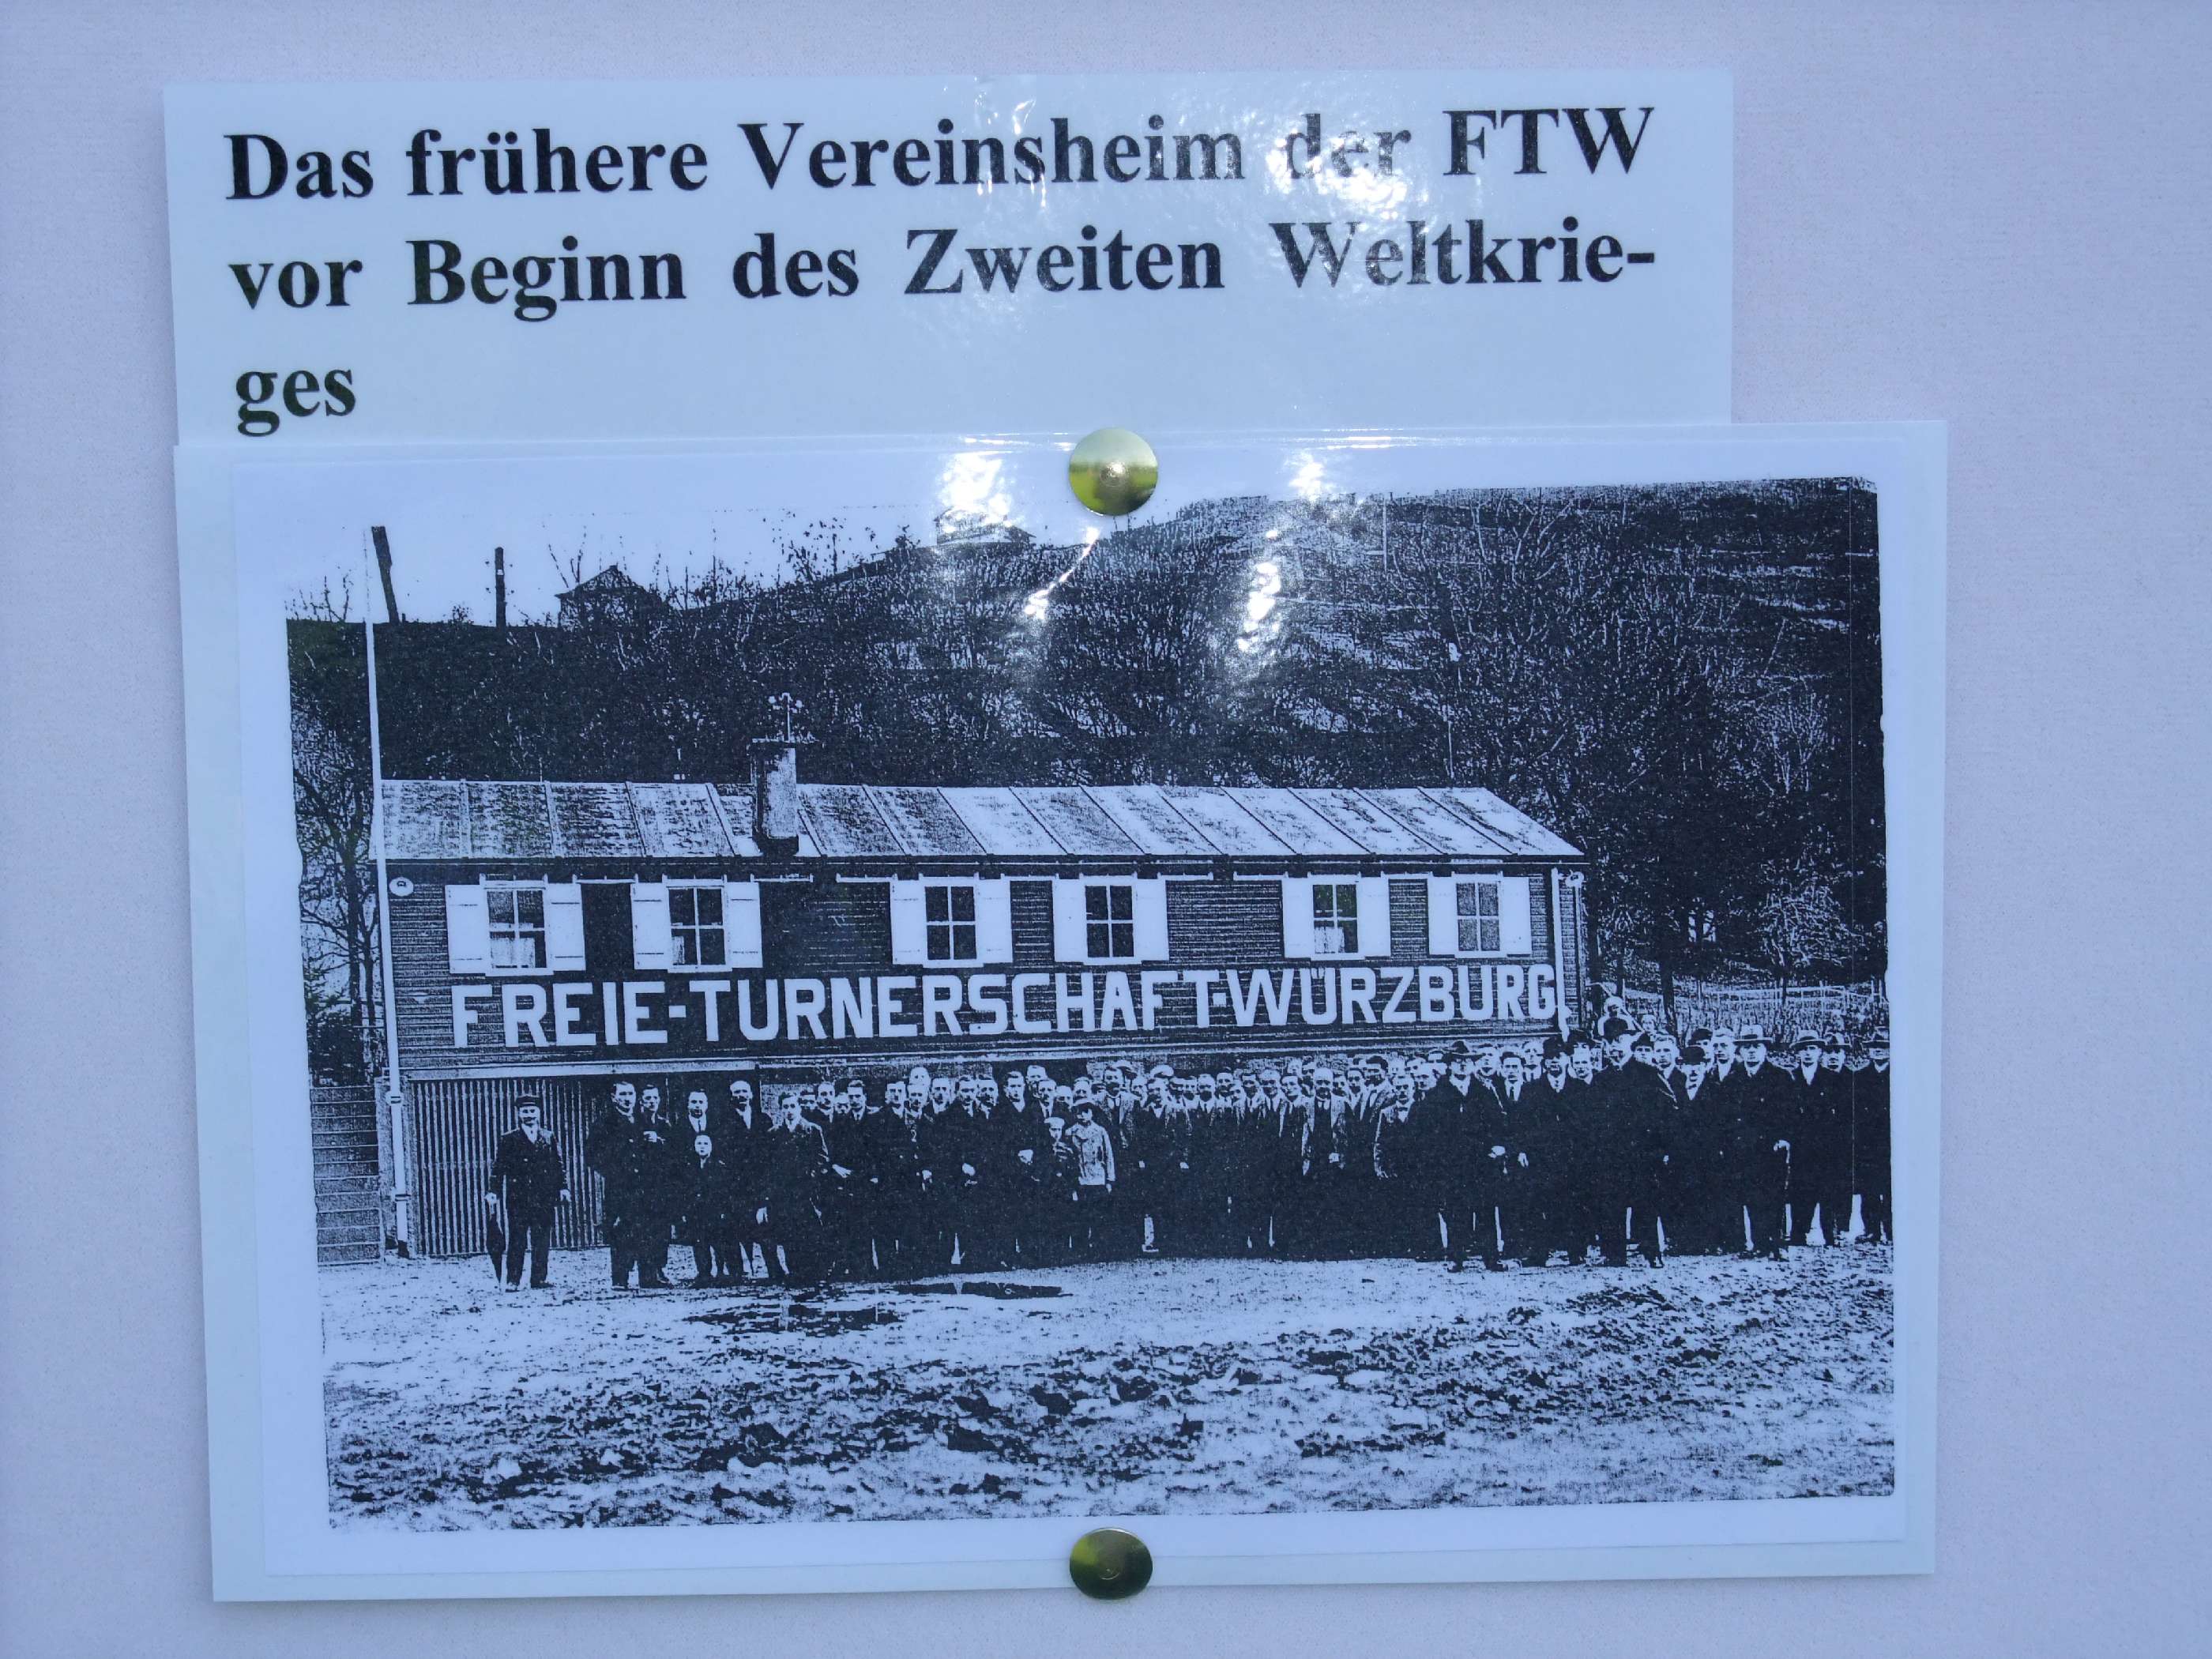 Das frühere Vereinsheim der FTW
vor Beginn des Zweiten Weltkrie-
ges
FREIE-TURNERSCHAFT-WÜRZBURG